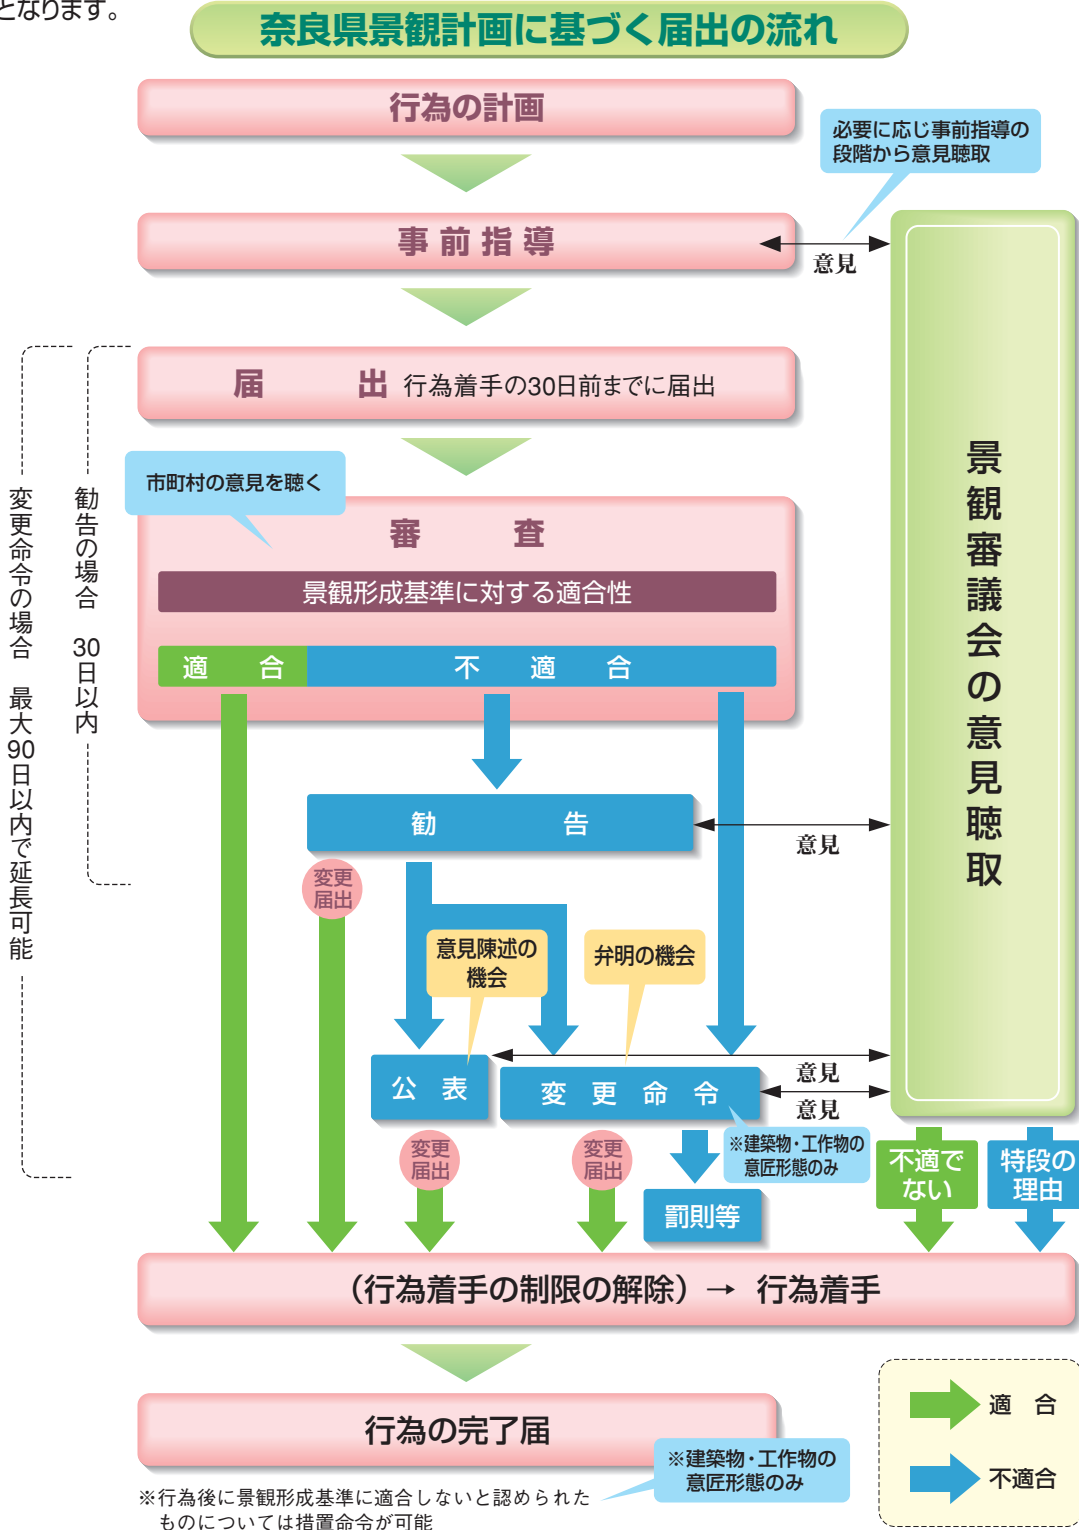 となります。
奈良県景観計画に基づく届出の流れ
行為の計画
必要に応じ事前指導の
段階から意見聴取
事前指導
意見
届 出 行為着手の30日前までに届出
市町村の意見を聴く
審 査
景観形成基準に対する適合性
適 合
不 適 合
変更命令の場合 最大90日以内で延長可能
勧告の場合 30日以内
景観審議会の意見聴取
勧 告
意見
変更
届出
意見陳述の
機会
弁明の機会
公 表
変 更 命 令
意見
意見
※建築物・工作物の
意匠形態のみ
変更
届出
変更
届出
罰則等
不適で
ない
特段の
理由
（行為着手の制限の解除）→ 行為着手
行為の完了届
※建築物・工作物の
意匠形態のみ
※行為後に景観形成基準に適合しないと認められた
ものについては措置命令が可能
適 合
不適合